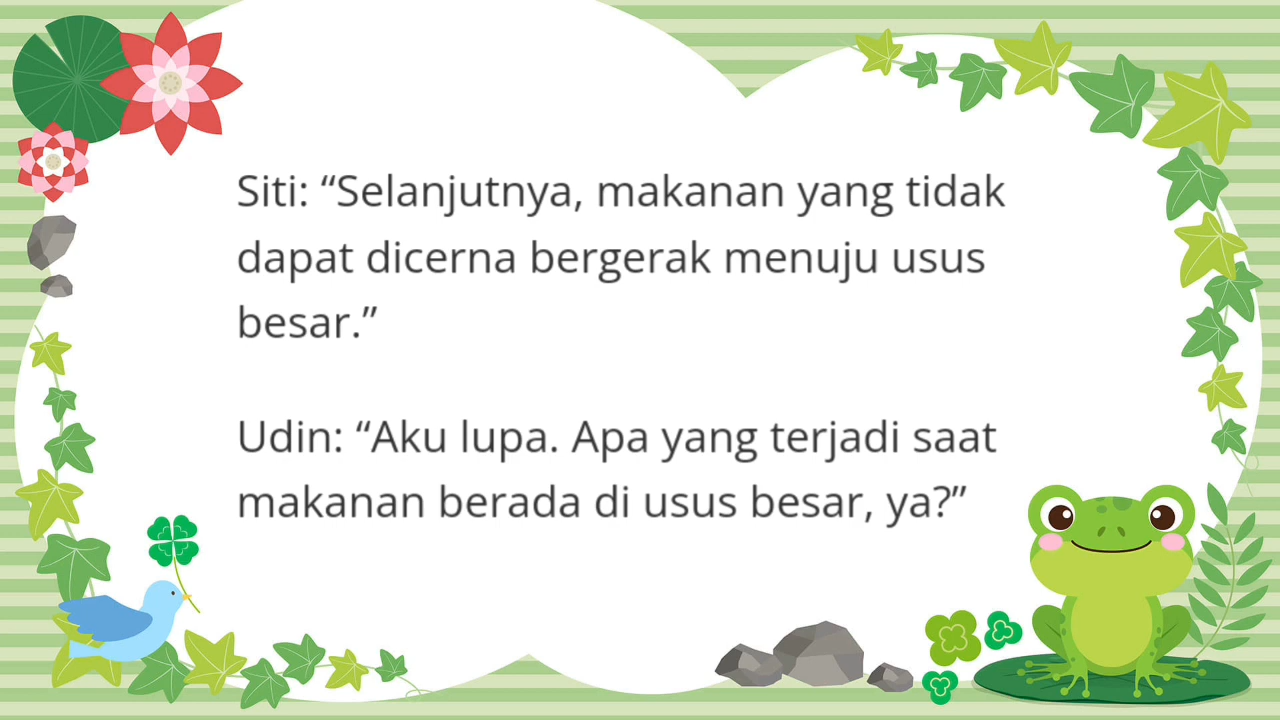 Siti: “Selanjutnya, makanan yang tidak
dapat dicerna bergerak menuju usus
besar.”
Udin: “Aku lupa. Apa yang terjadi saat
makanan berada di usus besar, ya?”